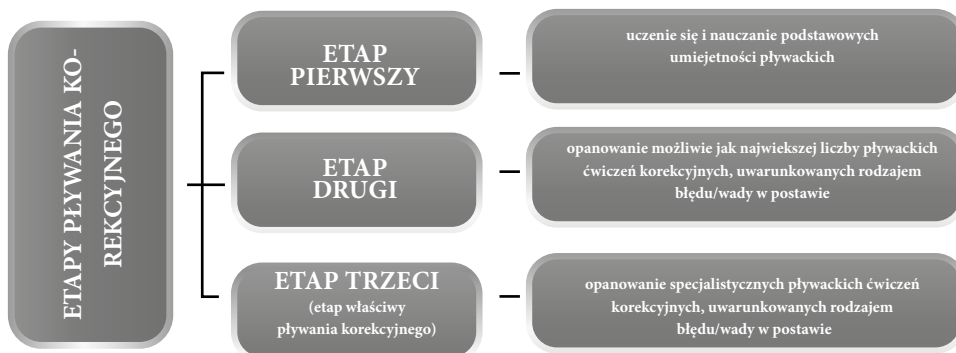 ETAPY PŁYWANIA KO-
REKCYJNEGO
ETAP
PIERWSZY
uczenie się i nauczanie podstawowych
umiejetności pływackich
ETAP
DRUGI
opanowanie możliwie jak najwiekszej liczby pływackich
ćwiczeń korekcyjnych, uwarunkowanych rodzajem
błędu/wady w postawie
ETAP TRZECI
(etap właściwy
pływania korekcyjnego)
opanowanie specjalistycznych pływackich ćwiczeń
korekcyjnych, uwarunkowanych rodzajem
błędu/wady w postawie